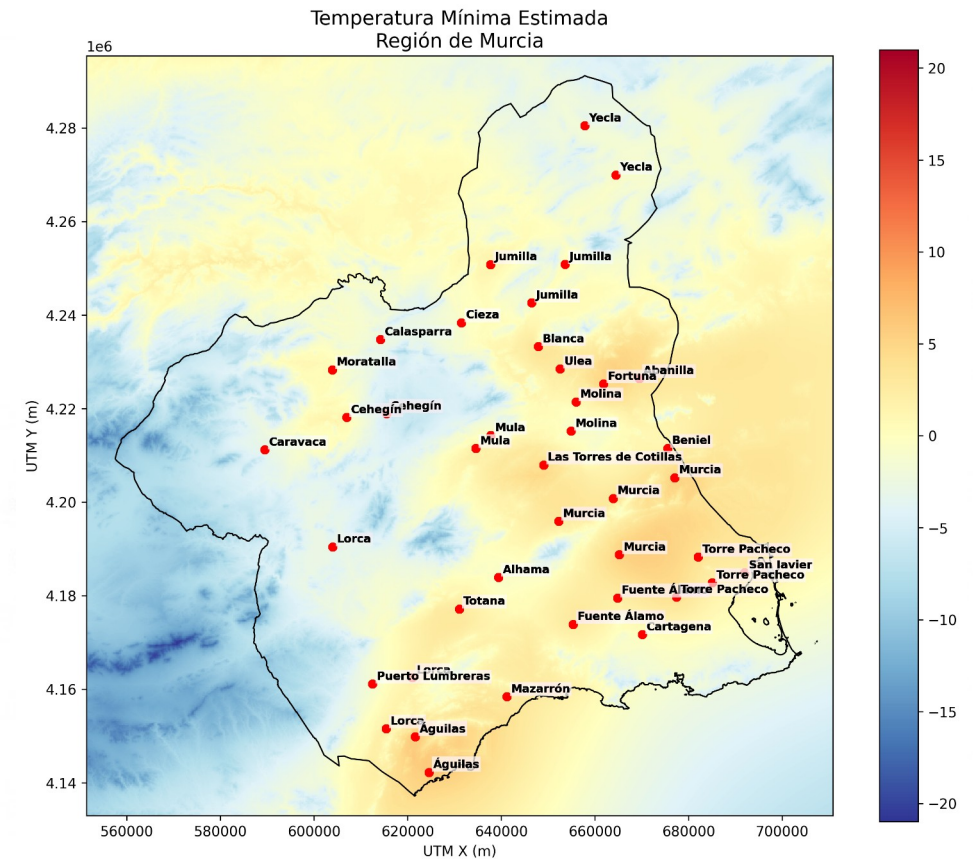 Temperatura Mínima Estimada
Región de Murcia
1e6
UTM Y (m)
4.28
4.26
4.24
4.22
4.20
4.18
4.16
4.14
Yecla
Yecla
Jumilla
Jumilla
Jumilla
Cieza
Calasparra
Blanca
Moratalla
Ulea
Abanilla
Fortuna
Molina
Cehegín
Cehegín
Molina
Mula
Caravaca
Mula
Beniel
Las Torres de Cotillas
Murcia
Murcia
Murcia
Lorca
Murcia
Torre Pacheco
San Javier
Alhama
Torre Pacheco
Fuente Álamo
Torre Pacheco
Totana
Fuente Álamo
Cartagena
Lorca
Puerto Lumbreras
Mazarrón
Lorca
Águilas
Águilas
560000
580000
600000
620000
640000
660000
680000
700000
UTM X (m)
20
15
10
5
0
−5
−10
−15
−20